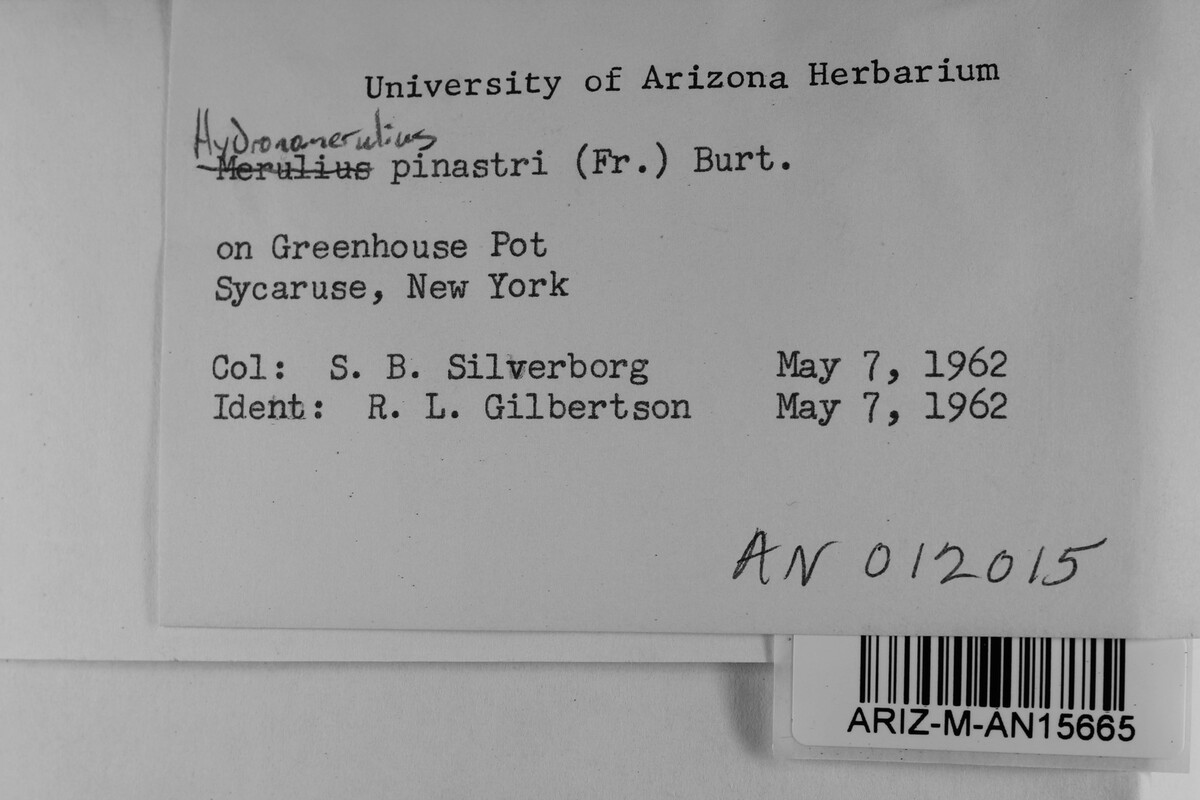 University of Arizona Herbarium
Hydnomerulius
Merulius pinastri (Fr.) Burt.
on Greenhouse Pot
Sycaruse, New York
Col: S. B. Silverborg May 7, 1962
Ident: R. L. Gilbertson May 7, 1962
AN 012015
ARIZ-M-AN15665